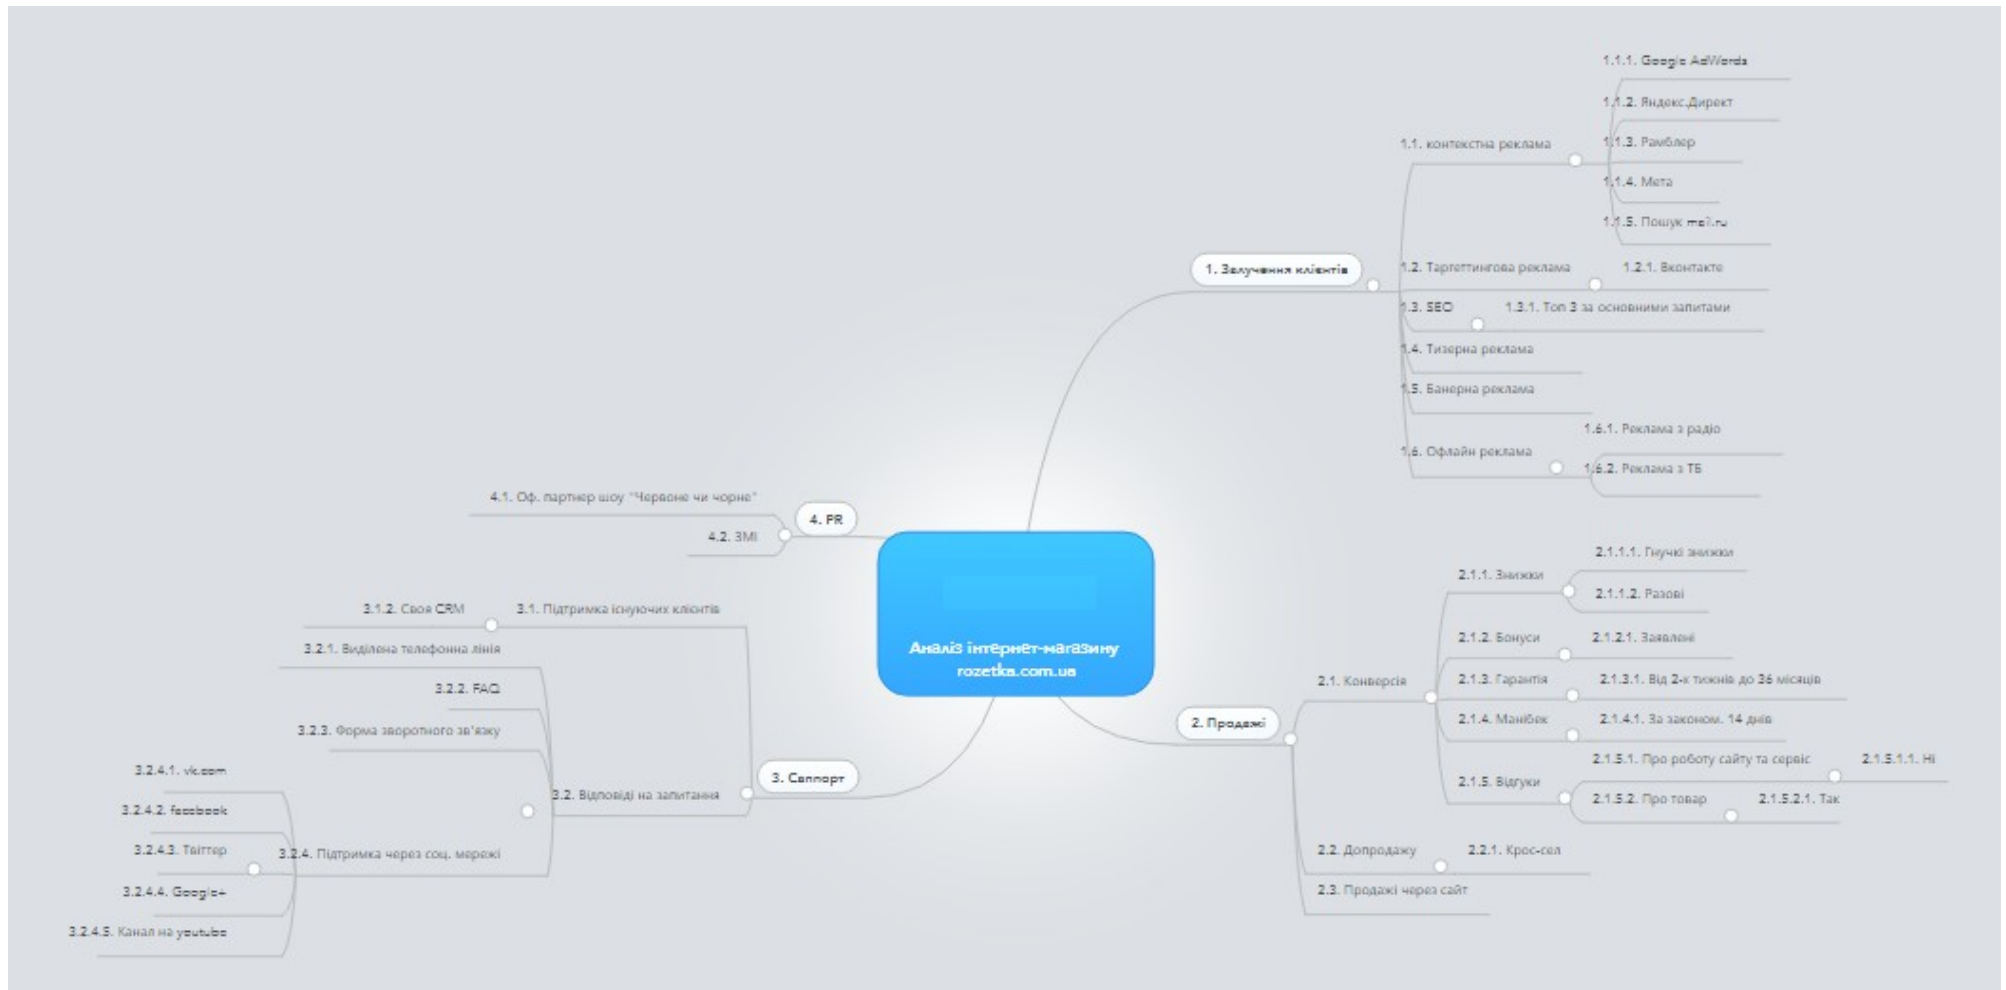 Аналіз інтернет-магазину
rozetka.com.ua
1. Залучення клієнтів
1.1. контекстна реклама
1.1.1. Google AdWords
1.1.2. Яндекс.Директ
1.1.3. Рамблер
1.1.4. Мета
1.1.5. Пошук mail.ru
1.2. Таргеттингова реклама
1.2.1. Вконтакте
1.3. SEO
1.3.1. Топ 3 за основними запитами
1.4. Тизерна реклама
1.5. Банерна реклама
1.6. Офлайн реклама
1.6.1. Реклама з радіо
1.6.2. Реклама з ТБ
2. Продажі
2.1. Конверсія
2.1.1. Знижки
2.1.1.1. Гнучкі знижки
2.1.1.2. Разові
2.1.2. Бонуси
2.1.2.1. Заявлені
2.1.3. Гарантія
2.1.3.1. Від 2-х тижнів до 36 місяців
2.1.4. Манібек
2.1.4.1. За законом. 14 днів
2.1.5. Відгуки
2.1.5.1. Про роботу сайту та сервіс
2.1.5.1.1. Ні
2.1.5.2. Про товар
2.1.5.2.1. Так
2.2. Допродажу
2.2.1. Крос-сел
2.3. Продажі через сайт
3. Саппорт
3.1. Підтримка існуючих клієнтів
3.1.2. Своя CRM
3.2. Відповіді на запитання
3.2.1. Виділена телефонна лінія
3.2.2. FAQ
3.2.3. Форма зворотного зв'язку
3.2.4. Підтримка через соц. мережі
3.2.4.1. vk.com
3.2.4.2. facebook
3.2.4.3. Твіттер
3.2.4.4. Google+
3.2.4.5. Канал на youtube
4. PR
4.1. Оф. партнер шоу "Червоне чи чорне"
4.2. ЗМІ